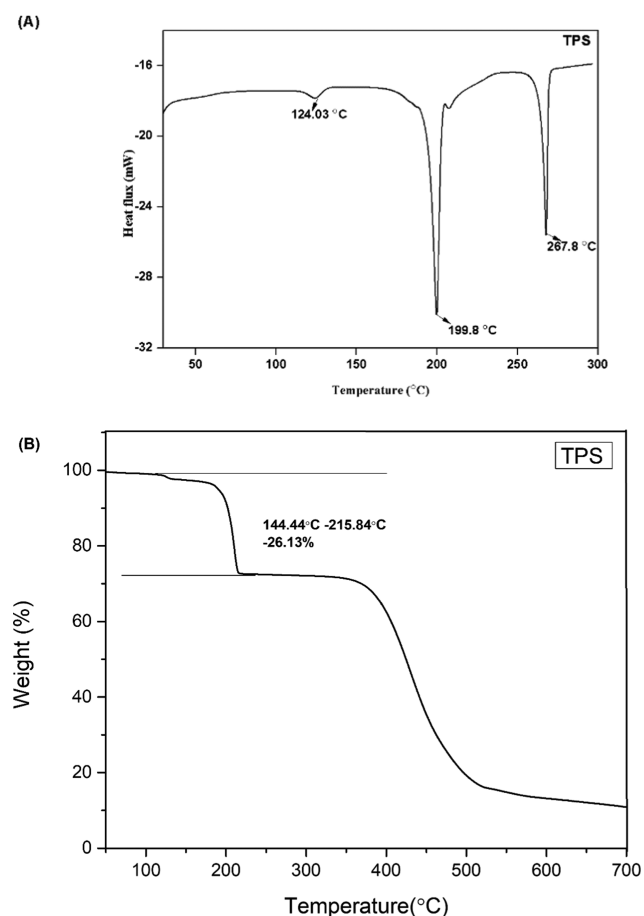 (A)
TPS
-16
-20
-24
-28
-32
Heat flux (mW)
124.03 °C
199.8 °C
267.8 °C
50
100
150
200
250
300
Temperature (°C)
(B)
TPS
100
80
60
40
20
0
Weight (%)
144.44°C -215.84°C
-26.13%
100
200
300
400
500
600
700
Temperature(°C)